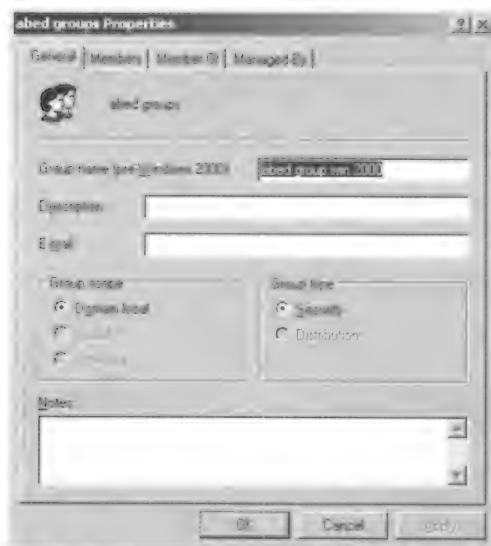 abed groups Properties
General Members Member Of Managed By
abed groups
Group name (pre-Windows 2000): abed group win 2000
Description:
E-mail:
Group scope
Domain local
Group type
Security
Distribution
Notes:
OK Cancel Apply